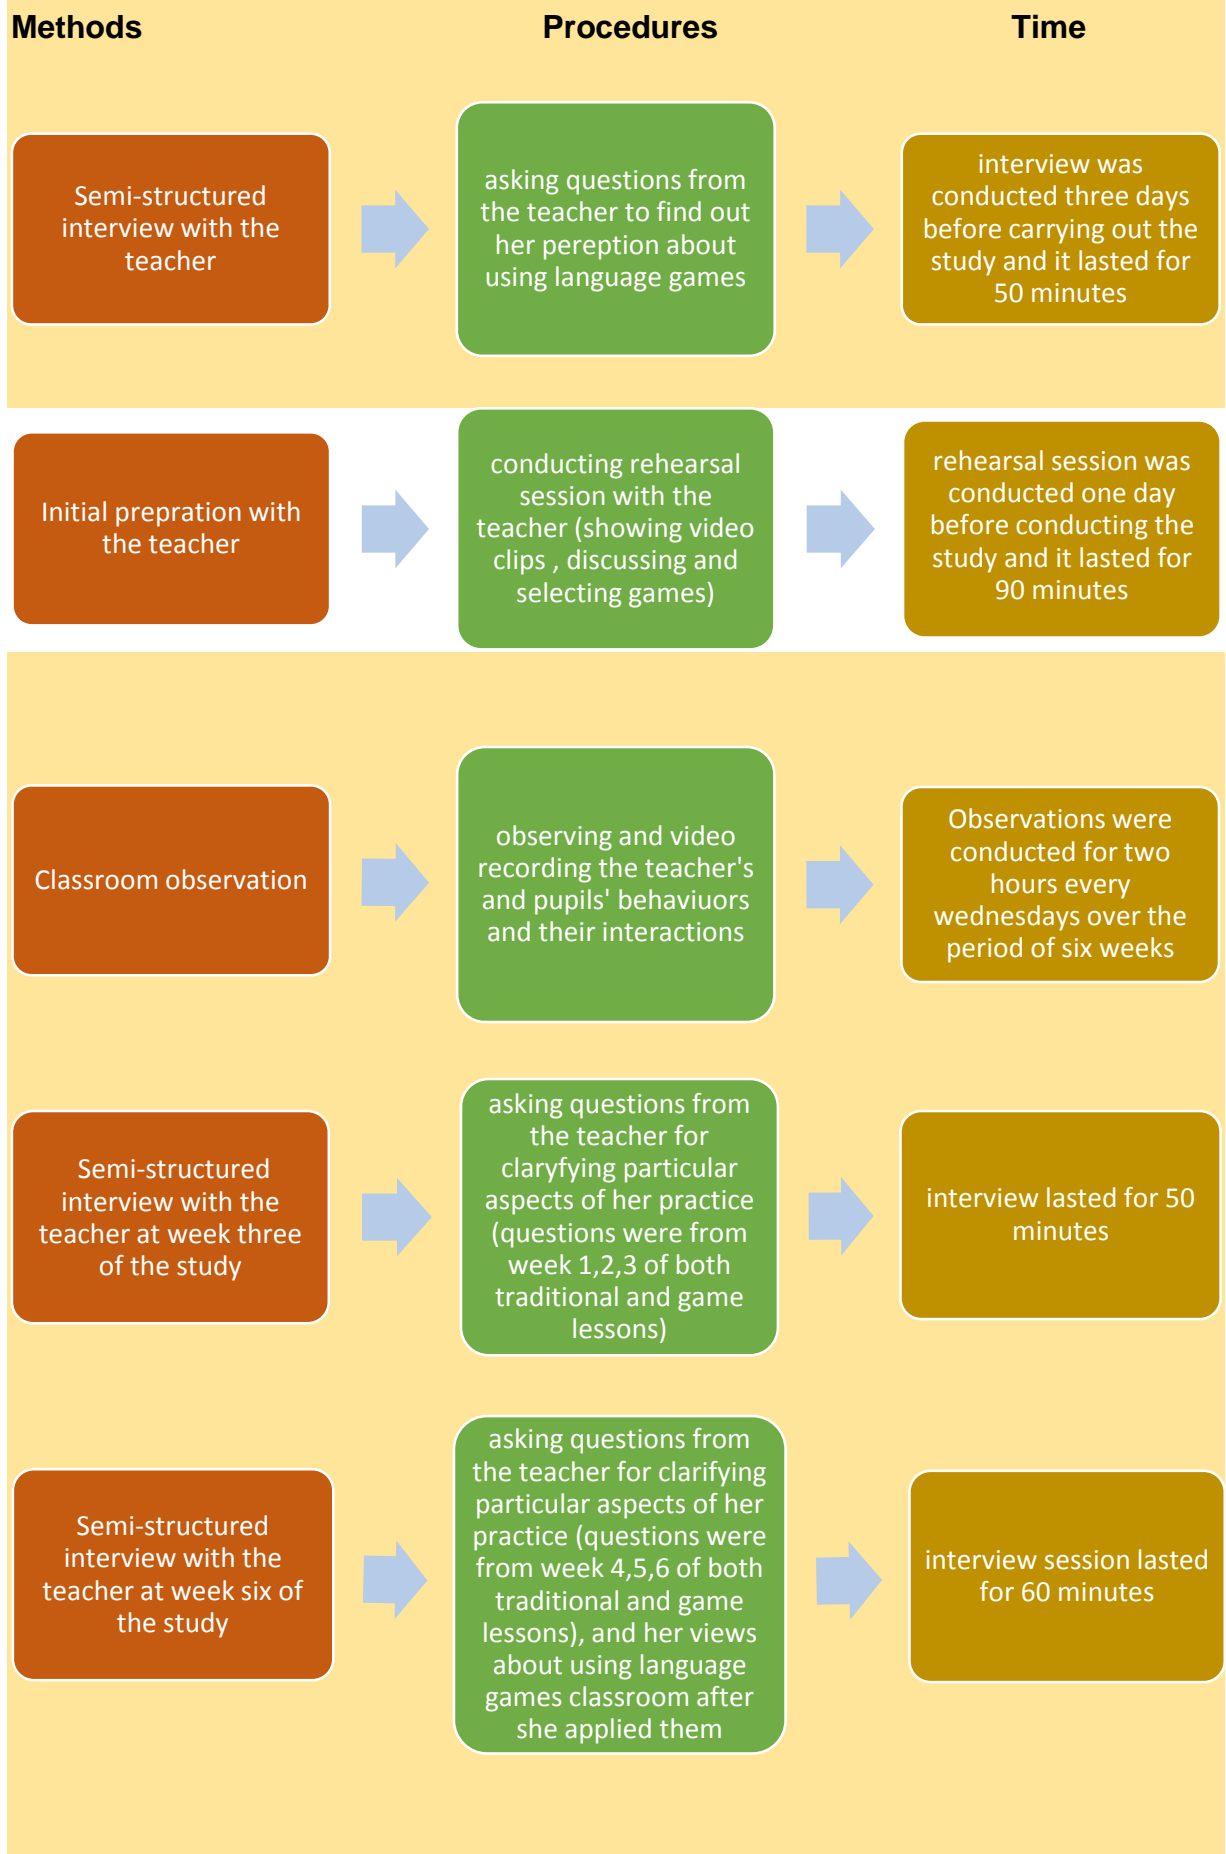 Methods
Procedures
Time
Semi-structured
interview with the
teacher
asking questions from
the teacher to find out
her pereption about
using language games
interview was
conducted three days
before carrying out the
study and it lasted for
50 minutes
Initial prepration with
the teacher
conducting rehearsal
session with the
teacher (showing video
clips , discussing and
selecting games)
rehearsal session was
conducted one day
before conducting the
study and it lasted for
90 minutes
Classroom observation
observing and video
recording the teacher's
and pupils' behaviuors
and their interactions
Observations were
conducted for two
hours every
wednesdays over the
period of six weeks
Semi-structured
interview with the
teacher at week three
of the study
asking questions from
the teacher for
claryfying particular
aspects of her practice
(questions were from
week 1,2,3 of both
traditional and game
lessons)
interview lasted for 50
minutes
Semi-structured
interview with the
teacher at week six of
the study
asking questions from
the teacher for clarifying
particular aspects of her
practice (questions were
from week 4,5,6 of both
traditional and game
lessons), and her views
about using language
games classroom after
she applied them
interview session lasted
for 60 minutes